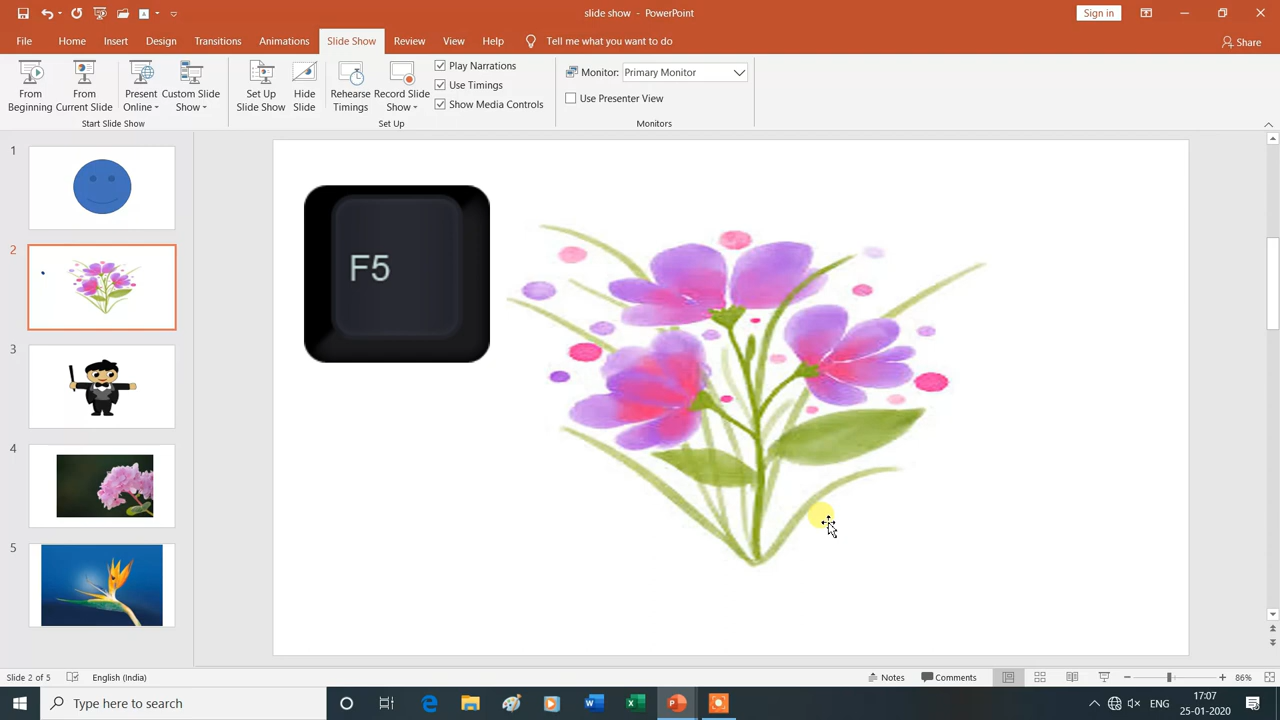 slide show - PowerPoint
Sign in
File Home Insert Design Transitions Animations Slide Show Review View Help Tell me what you want to do
Share
From Beginning
From Current Slide
Present Online
Custom Slide Show
Start Slide Show
Set Up Slide Show
Hide Slide
Rehearse Timings
Record Slide Show
Play Narrations
Use Timings
Show Media Controls
Set Up
Monitor: Primary Monitor
Use Presenter View
Monitors
1
2
3
4
5
F5
Slide 2 of 5 English (India)
Notes Comments 86%
Type here to search
ENG
17:07
25-01-2020